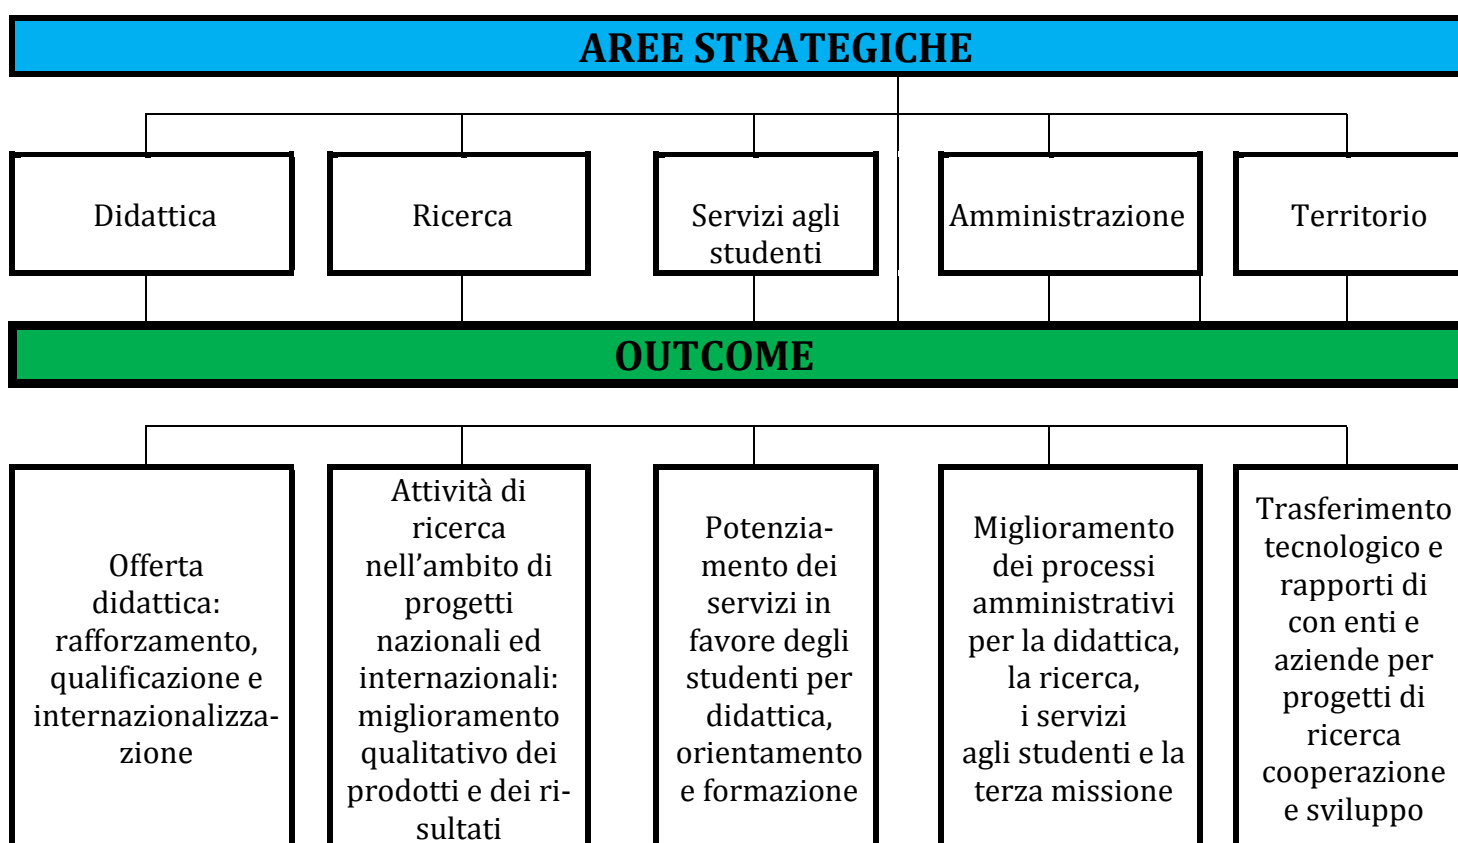 AREE STRATEGICHE
Didattica
Ricerca
Servizi agli
studenti
Amministrazione
Territorio
OUTCOME
Offerta
didattica:
rafforzamento,
qualificazione e
internazionalizza-
zione
Attività di
ricerca
nell’ambito di
progetti
nazionali ed
internazionali:
miglioramento
qualitativo dei
prodotti e dei ri-
sultati
Potenzia-
mento dei
servizi in
favore degli
studenti per
didattica,
orientamento
e formazione
Miglioramento
dei processi
amministrativi
per la didattica,
la ricerca,
i servizi
agli studenti e la
terza missione
Trasferimento
tecnologico e
rapporti di
con enti e
aziende per
progetti di
ricerca
cooperazione
e sviluppo